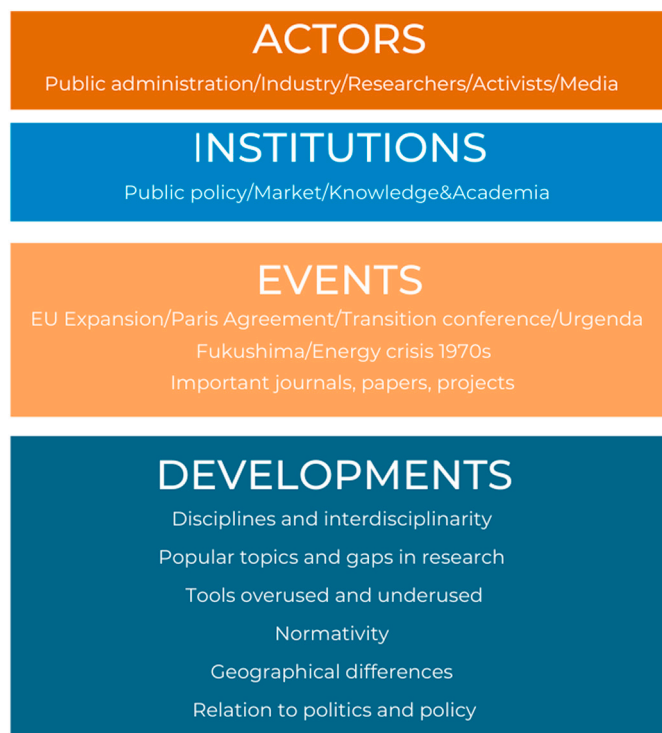 ACTORS
Public administration/Industry/Researchers/Activists/Media
INSTITUTIONS
Public policy/Market/Knowledge&Academia
EVENTS
EU Expansion/Paris Agreement/Transition conference/Urgenda
Fukushima/Energy crisis 1970s
Important journals, papers, projects
DEVELOPMENTS
Disciplines and interdisciplinarity
Popular topics and gaps in research
Tools overused and underused
Normativity
Geographical differences
Relation to politics and policy